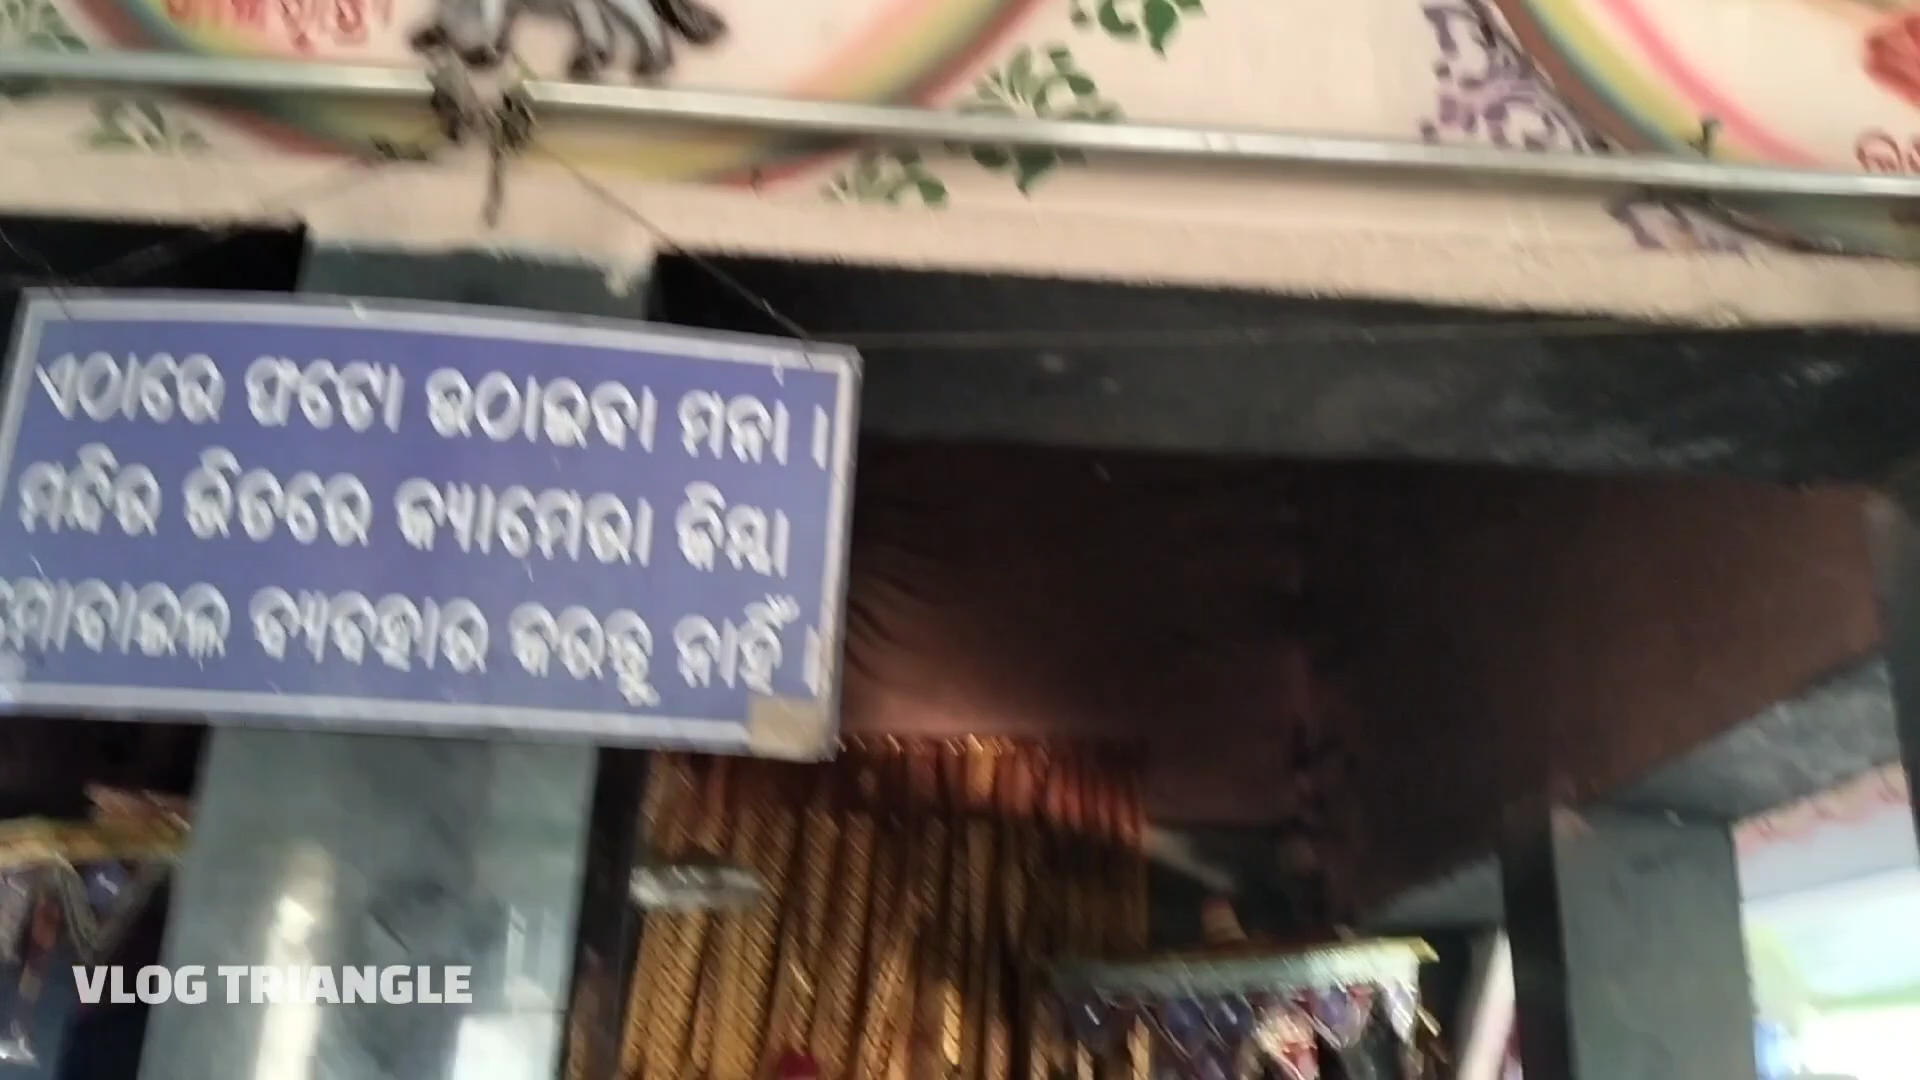 ଏଠାରେ ଫଟୋ ଉଠାଇବା ମନା ।
ମନ୍ଦିର ଭିତରେ କ୍ୟାମେରା କିମ୍ବା
ମୋବାଇଲ ବ୍ୟବହାର କରନ୍ତୁ ନାହିଁ ।
VLOG TRIANGLE